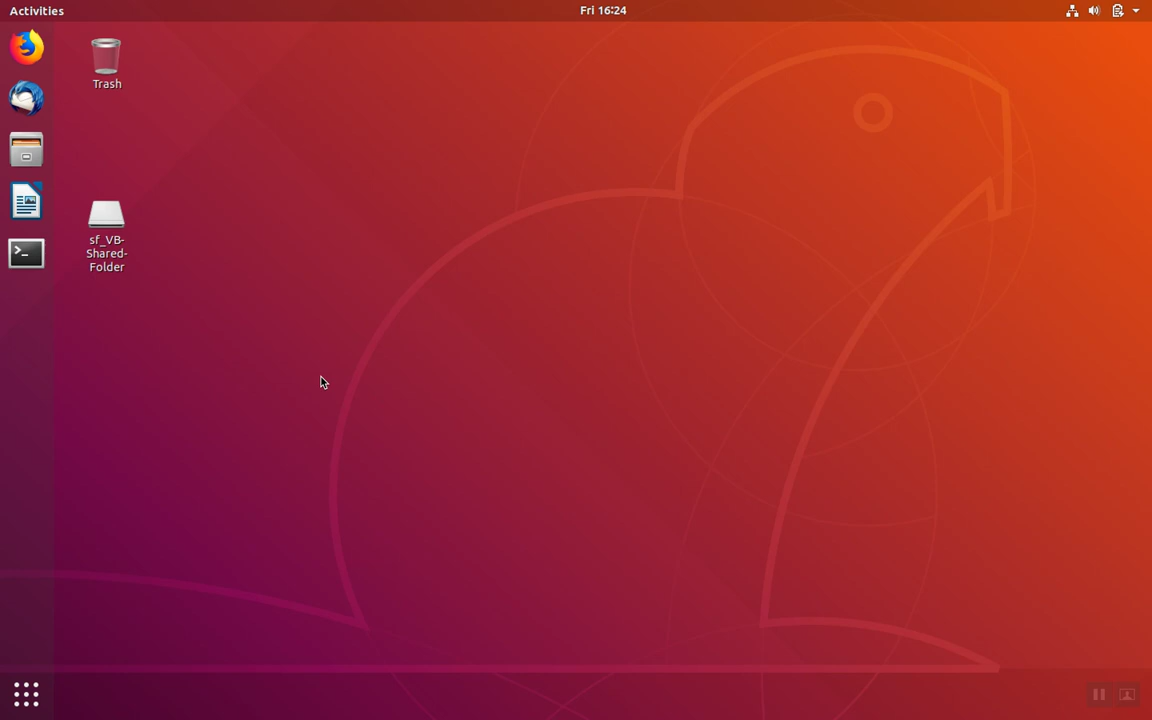 Activities
Fri 16:24
Trash
sf_VB-
Shared-
Folder